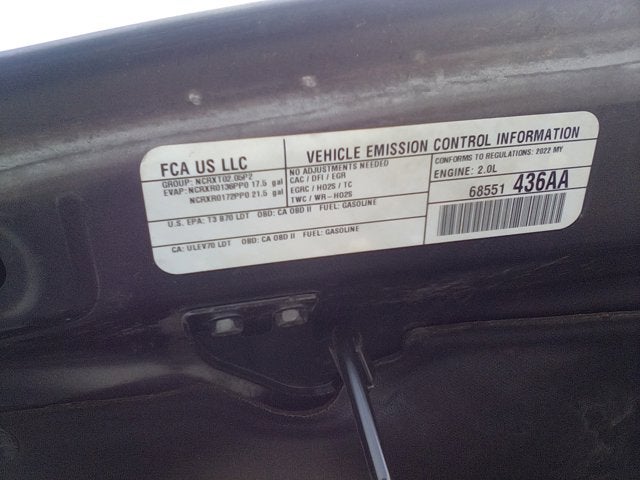 FCA US LLC
GROUP: NCRXT02.05P2
EVAP: NCRXR0136PP0 17.5 gal
NCRXR0172PP0 21.5 gal
VEHICLE EMISSION CONTROL INFORMATION
NO ADJUSTMENTS NEEDED
CAC / DFI / EGR
EGRC / HO2S / TC
TWC / WR-HO2S
CONFORMS TO REGULATIONS: 2022 MY
ENGINE: 2.0L
68551 436AA
U.S. EPA: T3 B70 LDT OBD: CA OBD II FUEL: GASOLINE
CA: ULEV70 LDT OBD: CA OBD II FUEL: GASOLINE